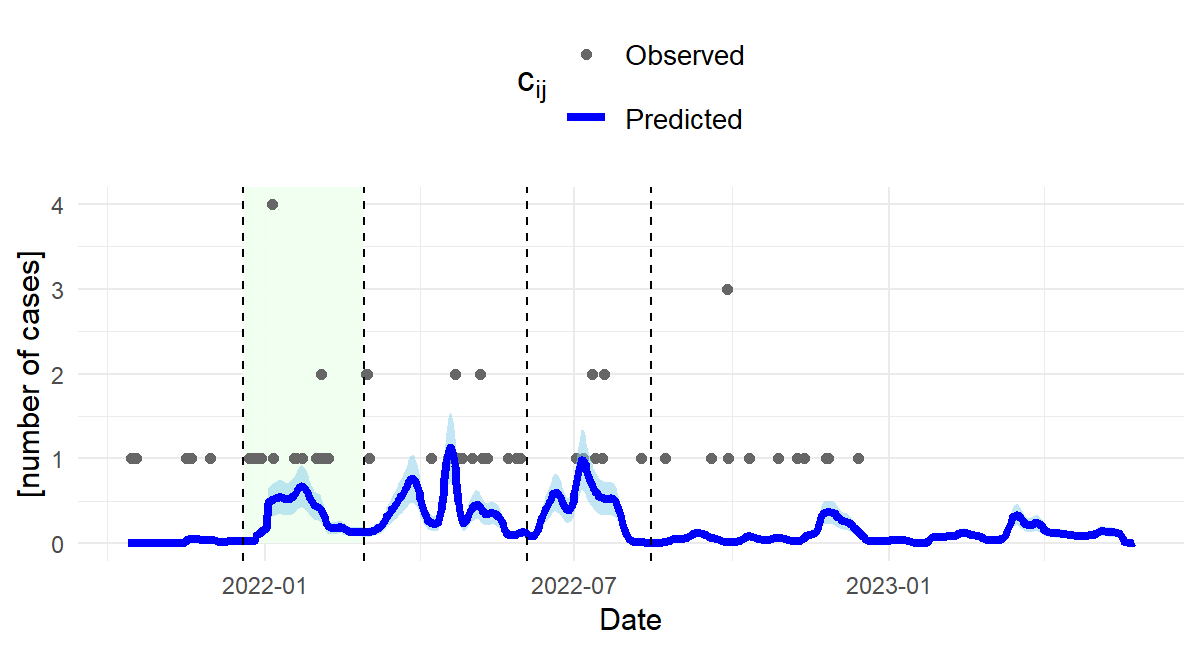 c_ij
Observed
Predicted
[number of cases]
4
3
2
1
0
2022-01
2022-07
2023-01
Date